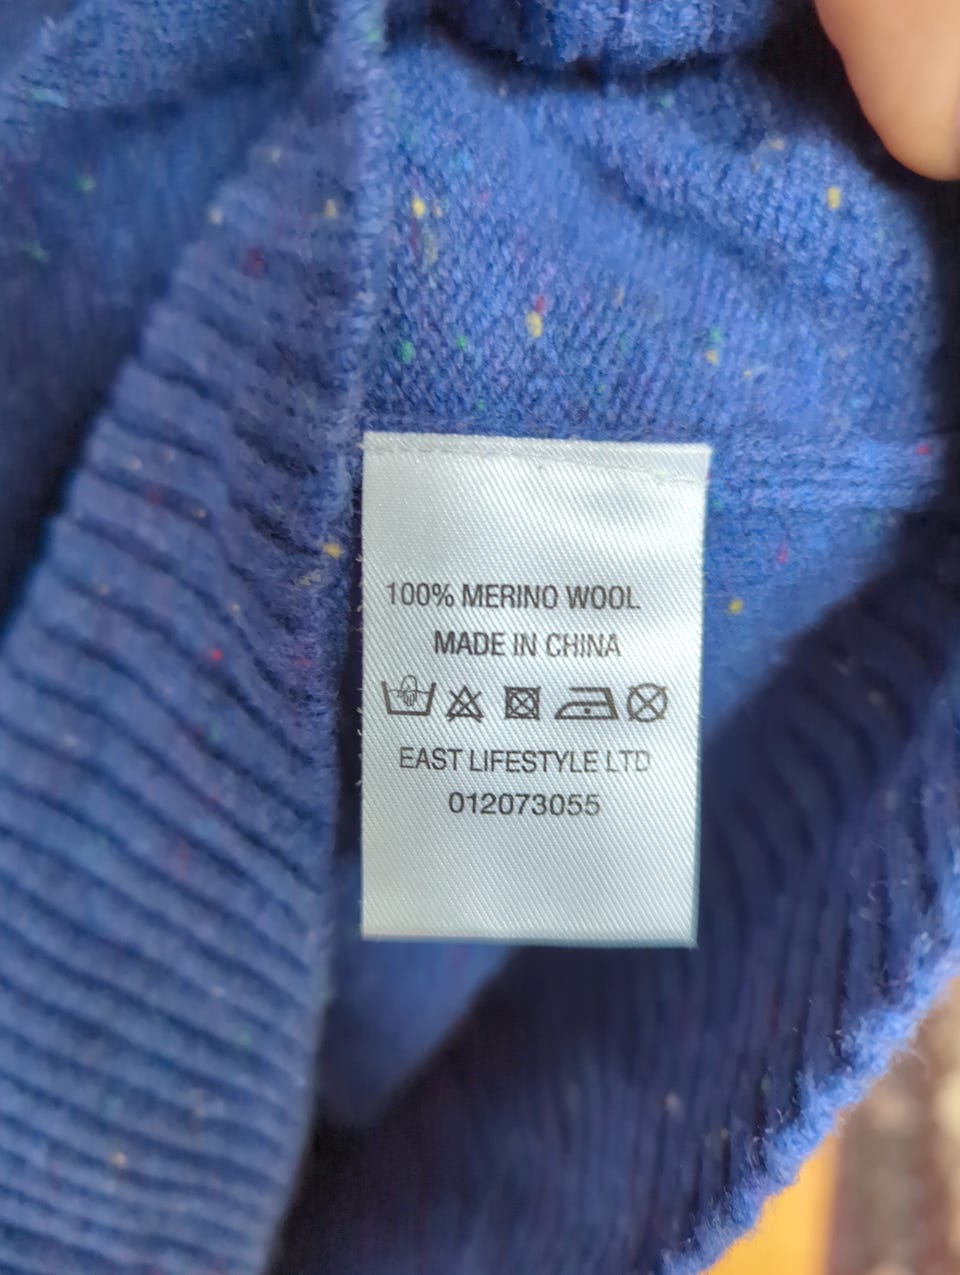 100% MERINO WOOL
MADE IN CHINA
EAST LIFESTYLE LTD
012073055